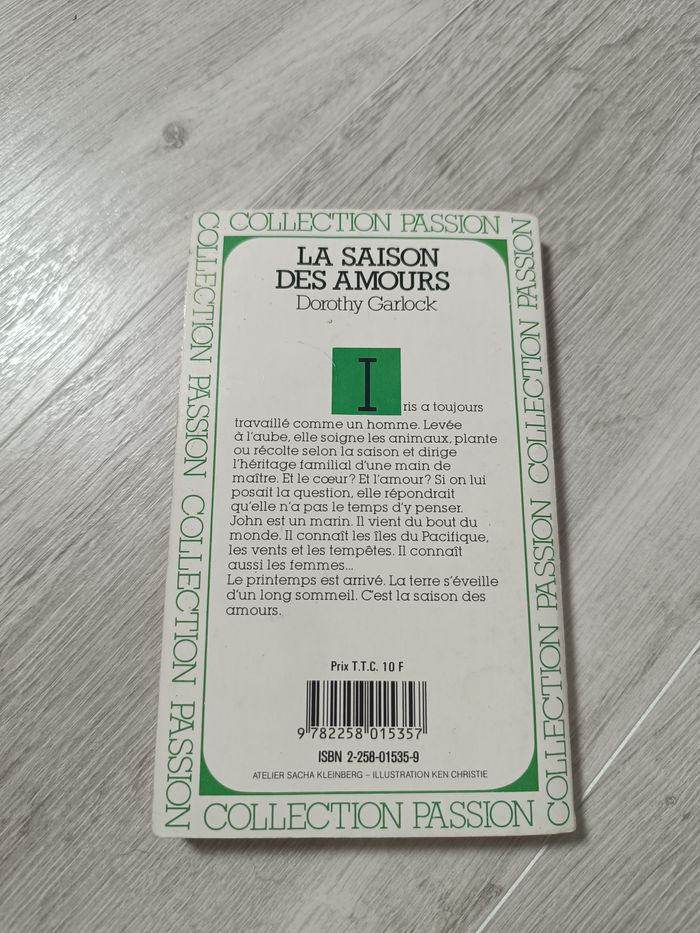 COLLECTION PASSION
COLLECTION PASSION COLLECTION PASSION
COLLECTION PASSION COLLECTION PASSION
LA SAISON
DES AMOURS
Dorothy Garlock
Iris a toujours
travaillé comme un homme. Levée
à l'aube, elle soigne les animaux, plante
ou récolte selon la saison et dirige
l'héritage familial d'une main de
maître. Et le cœur? Et l'amour? Si on lui
posait la question, elle répondrait
qu'elle n'a pas le temps d'y penser.
John est un marin. Il vient du bout du
monde. Il connaît les îles du Pacifique,
les vents et les tempêtes. Il connaît
aussi les femmes...
Le printemps est arrivé. La terre s'éveille
d'un long sommeil. C'est la saison des
amours.
Prix T.T.C. 10 F
9 782258 015357
ISBN 2-258-01535-9
ATELIER SACHA KLEINBERG – ILLUSTRATION KEN CHRISTIE
COLLECTION PASSION